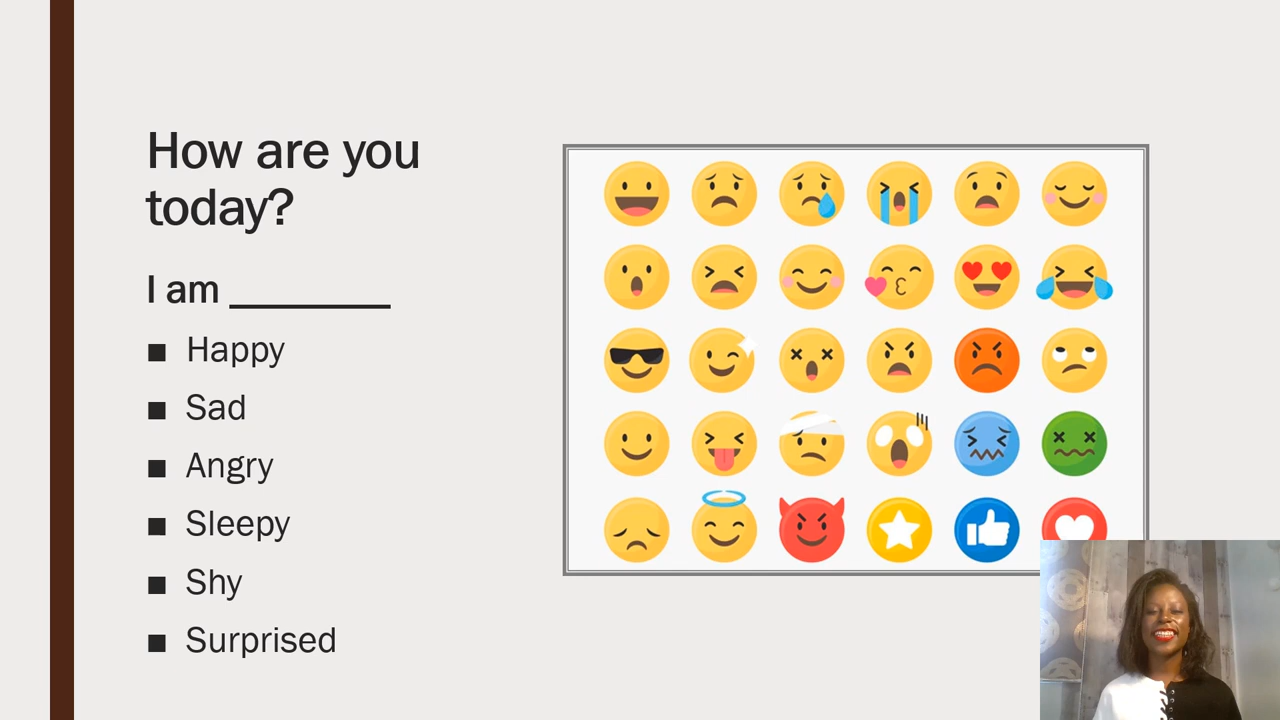 How are you
today?
I am ________
■ Happy
■ Sad
■ Angry
■ Sleepy
■ Shy
■ Surprised